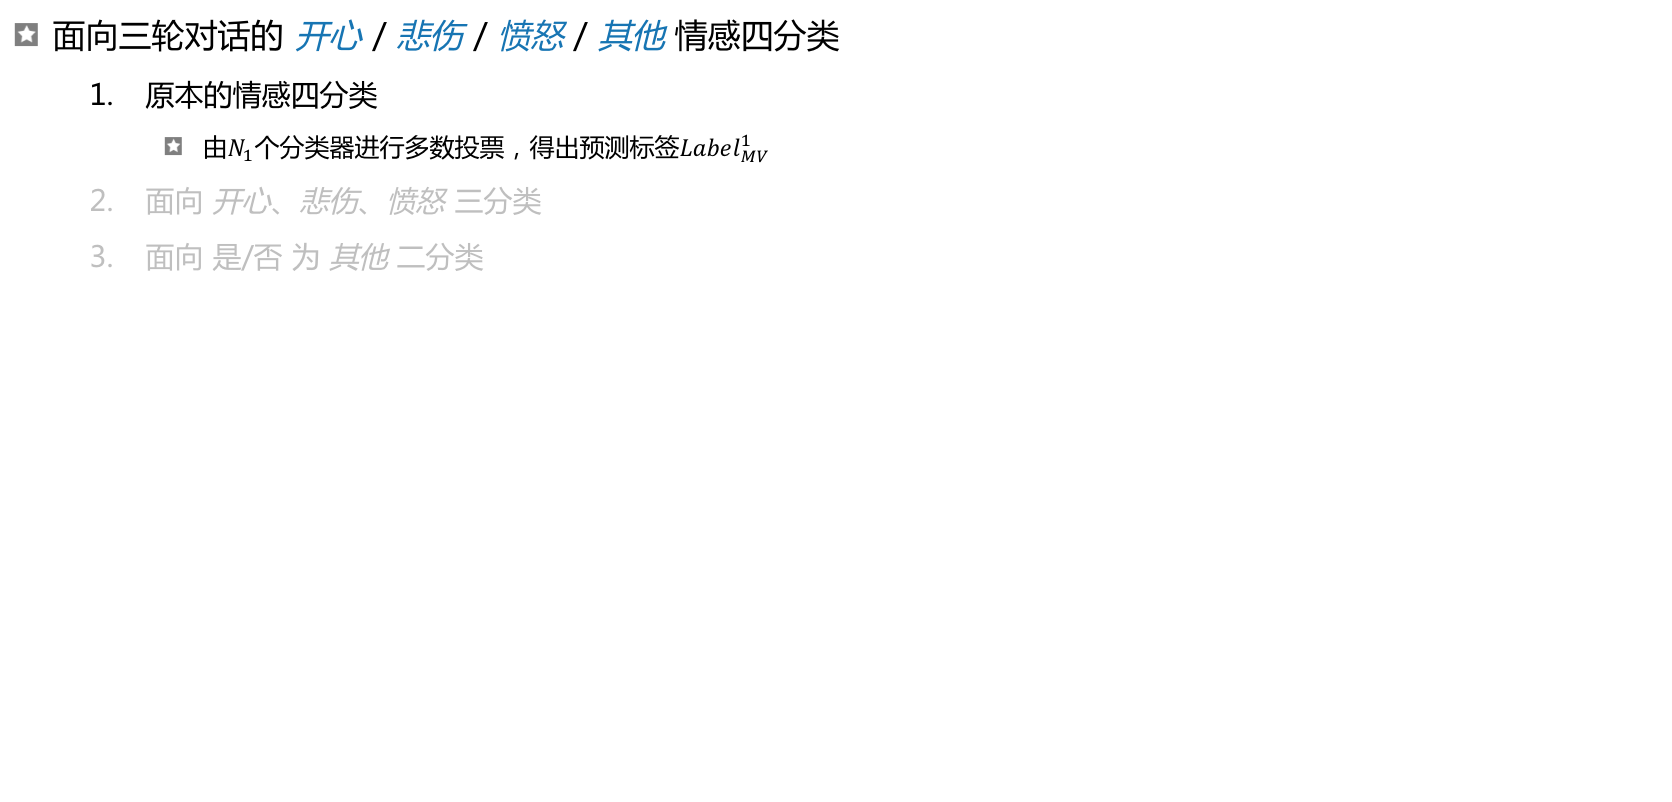 面向三轮对话的 开心 / 悲伤 / 愤怒 / 其他 情感四分类
1. 原本的情感四分类
由N₁个分类器进行多数投票，得出预测标签Label¹_MV
2. 面向 开心、悲伤、愤怒 三分类
3. 面向 是/否 为 其他 二分类